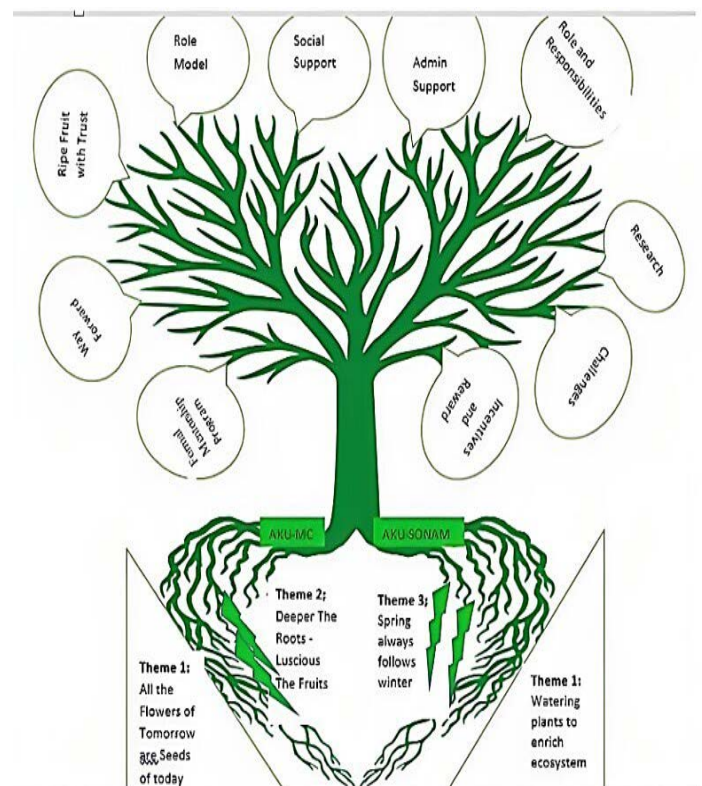 Role
Model
Social
Support
Admin
Support
Role and
Responsibilities
Ripe Fruit
with Trust
Research
Way
Forward
Challenges
Formal
Mentorship
Program
Incentives
and
Reward
AKU-MC
AKU-SONAM
Theme 2;
Deeper The
Roots -
Luscious
The Fruits
Theme 3;
Spring
always
follows
winter
Theme 1:
All the
Flowers of
Tomorrow
are Seeds
of today
Theme 1:
Watering
plants to
enrich
ecosystem